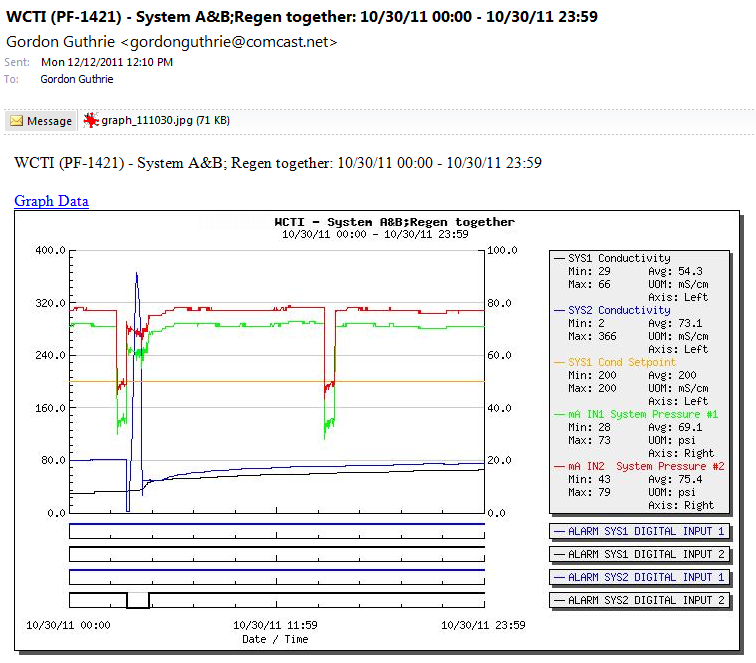 WCTI (PF-1421) - System A&B;Regen together: 10/30/11 00:00 - 10/30/11 23:59
Gordon Guthrie <gordonguthrie@comcast.net>
Sent: Mon 12/12/2011 12:10 PM
To: Gordon Guthrie
Message graph_111030.jpg (71 KB)
WCTI (PF-1421) - System A&B; Regen together: 10/30/11 00:00 - 10/30/11 23:59
Graph Data
WCTI - System A&B;Regen together
10/30/11 00:00 - 10/30/11 23:59
400.0 100.0
320.0 80.0
240.0 60.0
160.0 40.0
80.0 20.0
0.0 0.0
SYS1 Conductivity
Min: 29 Avg: 54.3
Max: 66 UOM: mS/cm
Axis: Left
SYS2 Conductivity
Min: 2 Avg: 73.1
Max: 366 UOM: mS/cm
Axis: Left
SYS1 Cond Setpoint
Min: 200 Avg: 200
Max: 200 UOM: mS/cm
Axis: Left
mA IN1 System Pressure #1
Min: 28 Avg: 69.1
Max: 73 UOM: psi
Axis: Right
mA IN2 System Pressure #2
Min: 43 Avg: 75.4
Max: 79 UOM: psi
Axis: Right
ALARM SYS1 DIGITAL INPUT 1
ALARM SYS1 DIGITAL INPUT 2
ALARM SYS2 DIGITAL INPUT 1
ALARM SYS2 DIGITAL INPUT 2
10/30/11 00:00 10/30/11 11:59 10/30/11 23:59
Date / Time